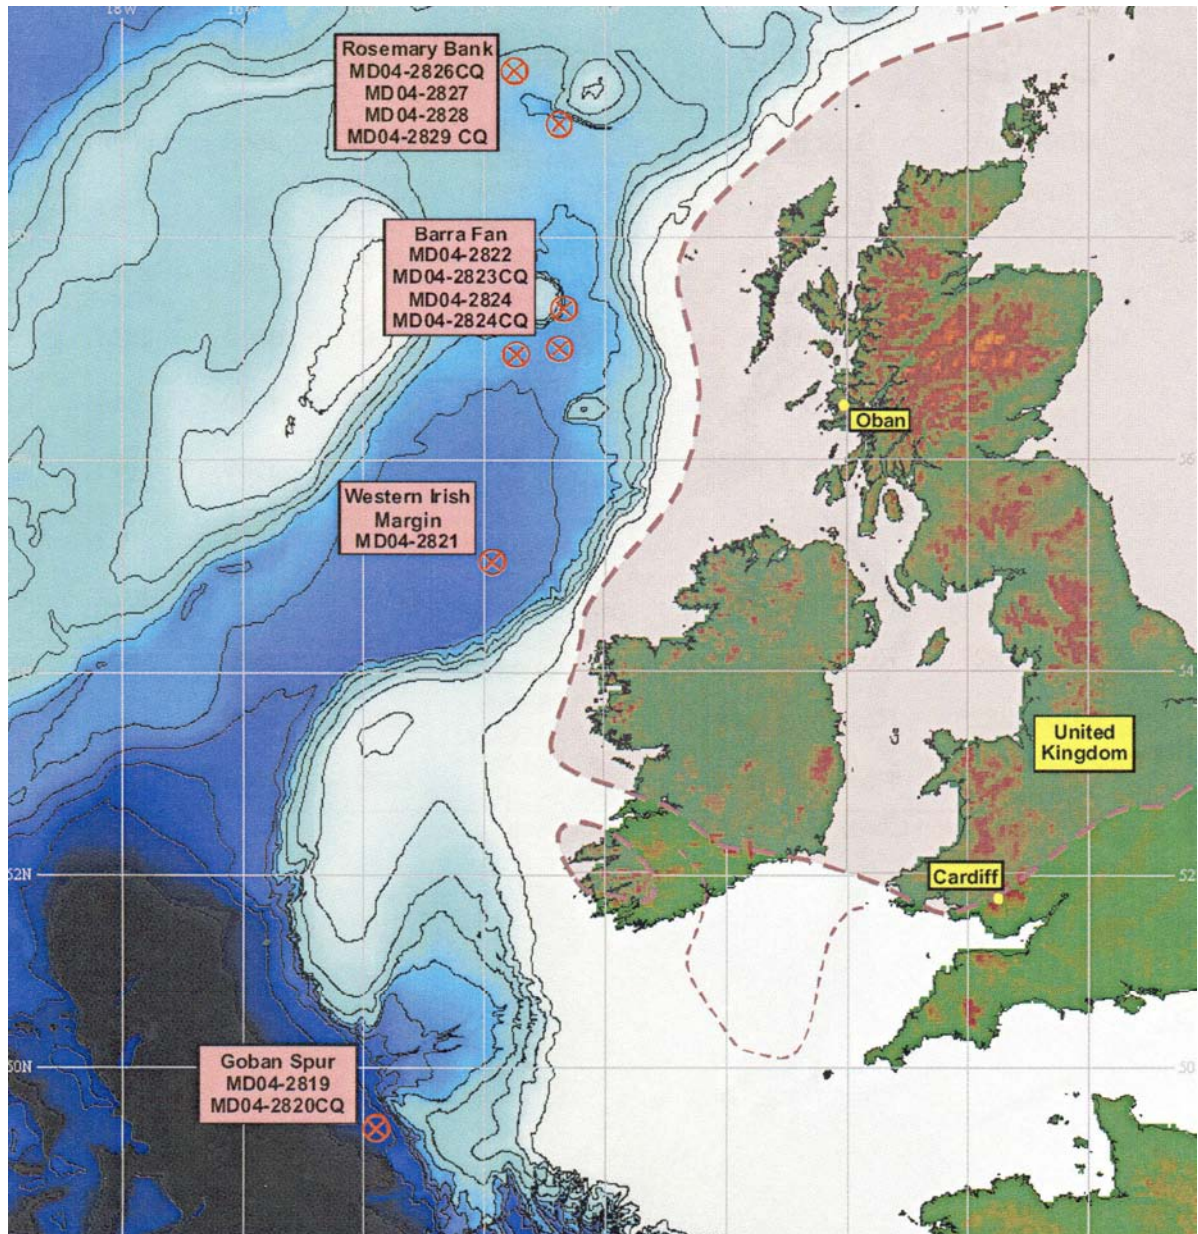 18W
16W
4W
2W
Rosemary Bank
MD04-2826CQ
MD04-2827
MD04-2828
MD04-2829 CQ
58
Barra Fan
MD04-2822
MD04-2823CQ
MD04-2824
MD04-2824CQ
Oban
56
Western Irish
Margin
MD04-2821
54
United
Kingdom
52N
Cardiff
52
50N
Goban Spur
MD04-2819
MD04-2820CQ
50